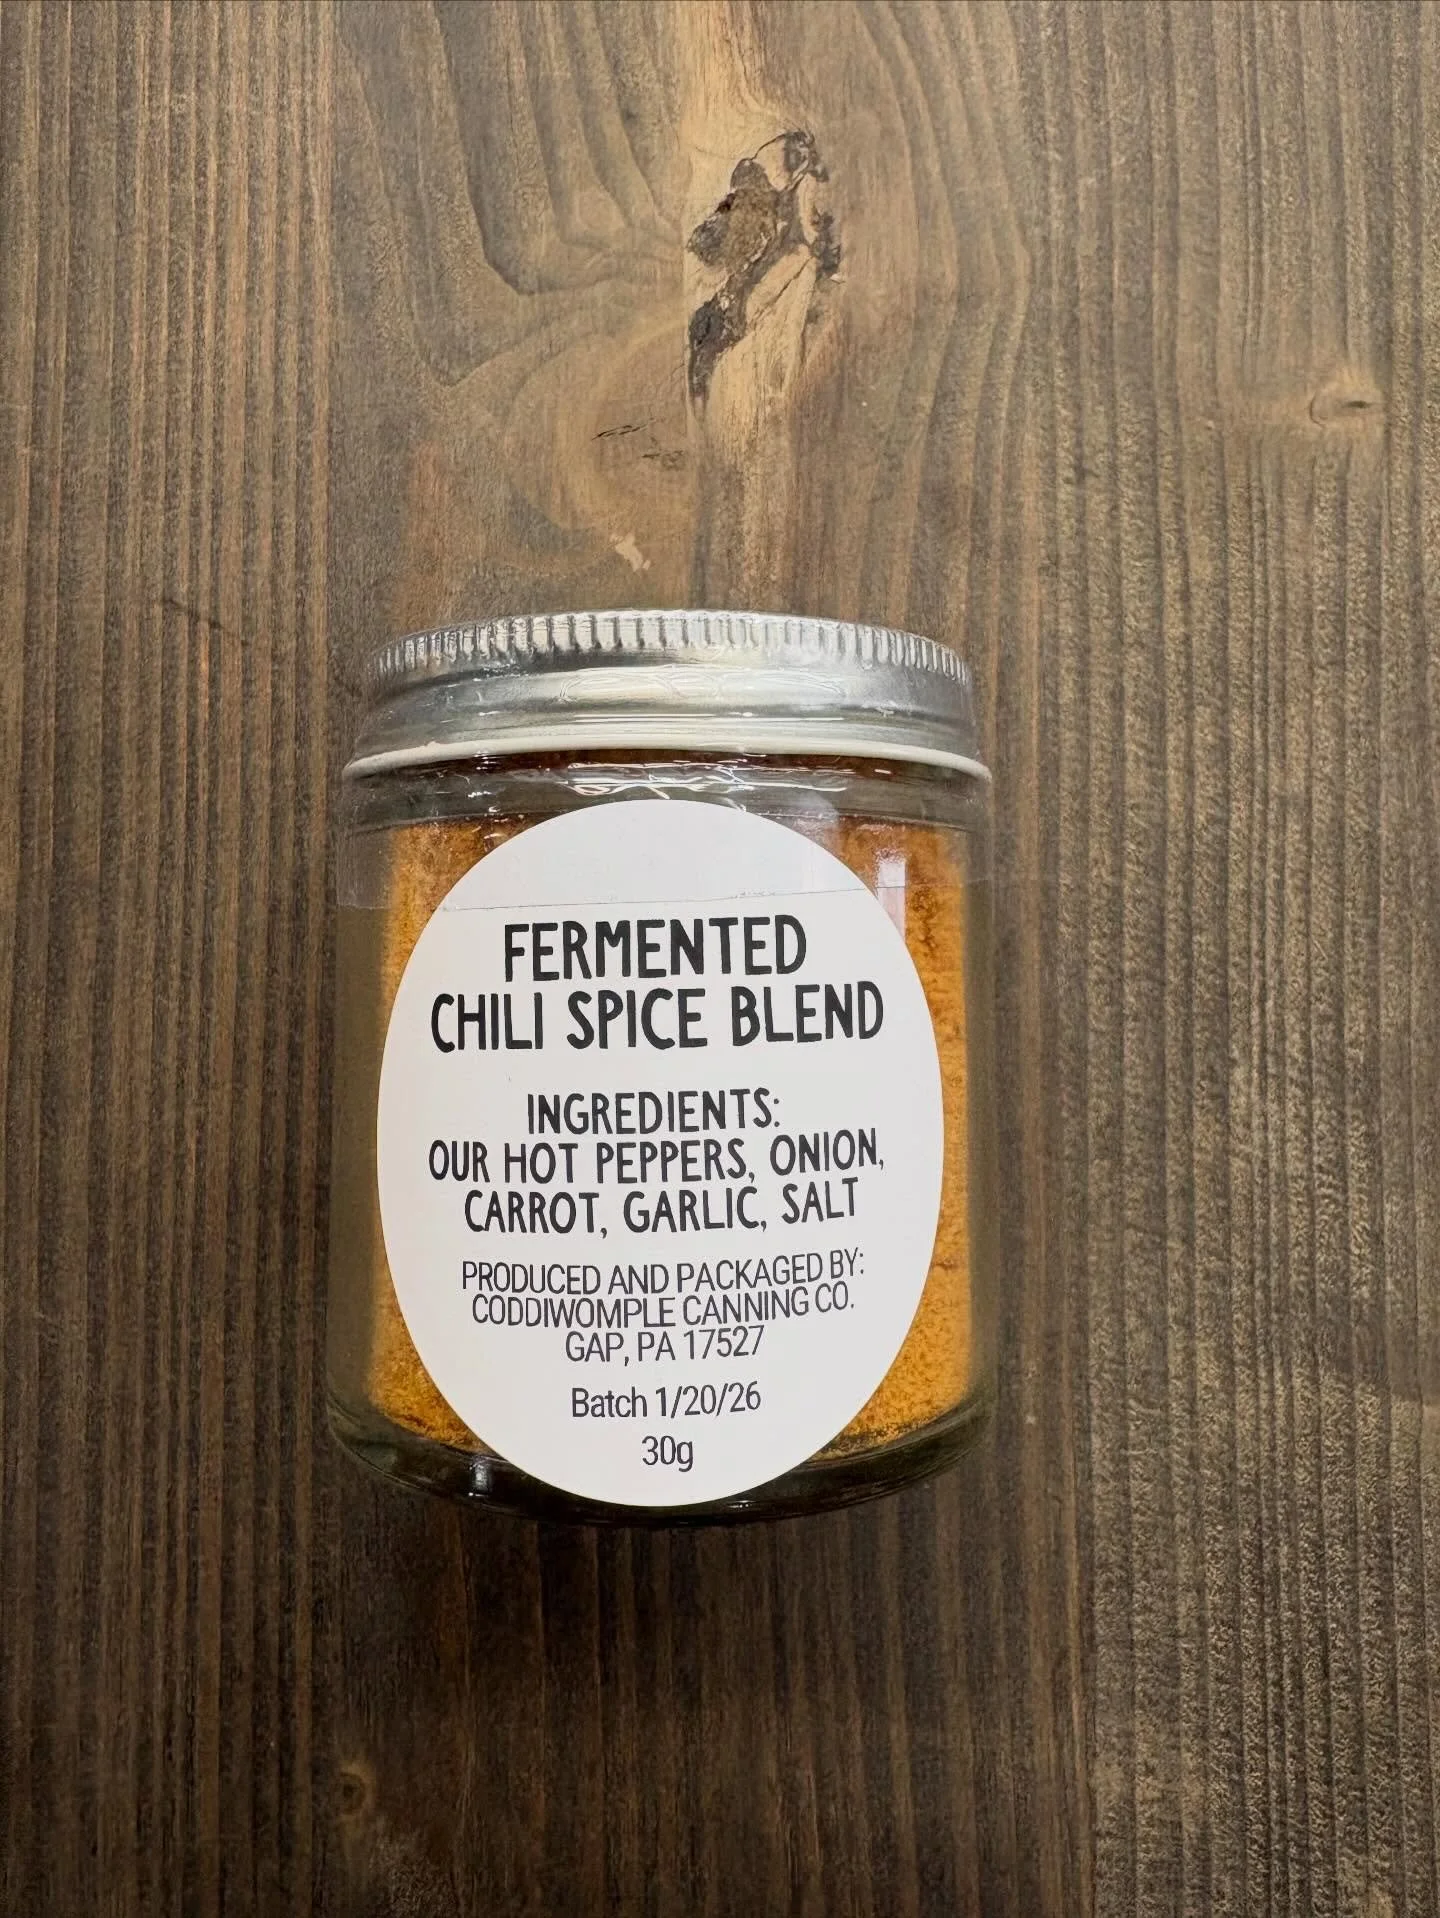 FERMENTED
CHILI SPICE BLEND
INGREDIENTS:
OUR HOT PEPPERS, ONION,
CARROT, GARLIC, SALT
PRODUCED AND PACKAGED BY:
CODDIWOMPLE CANNING CO.
GAP, PA 17527
Batch 1/20/26
30g